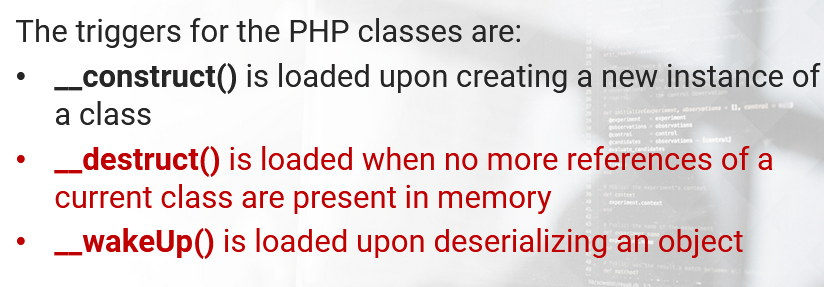 The triggers for the PHP classes are:
• __construct() is loaded upon creating a new instance of
a class
• __destruct() is loaded when no more references of a
current class are present in memory
• __wakeUp() is loaded upon deserializing an object